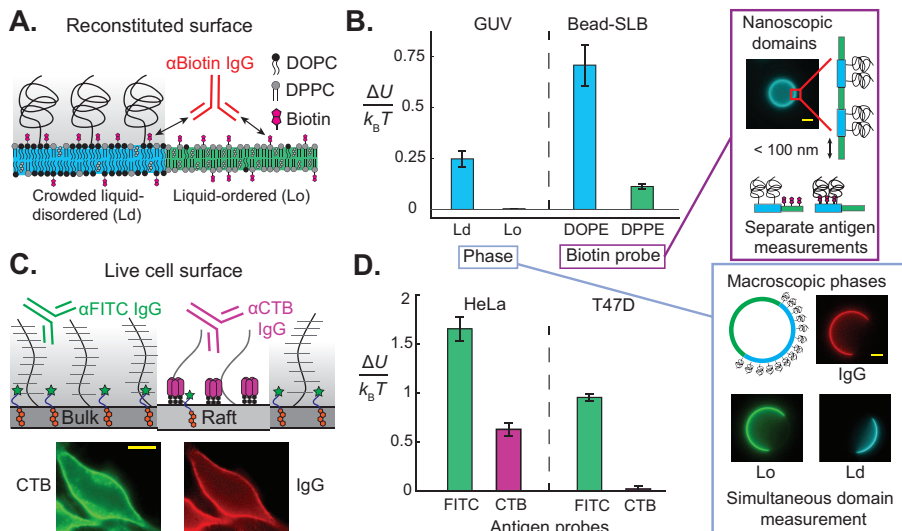 A.
Reconstituted surface
αBiotin IgG
DOPC
DPPC
Biotin
Crowded liquid-
disordered (Ld)
Liquid-ordered (Lo)
B.
GUV
Bead-SLB
ΔU
k_BT
0.75
0.5
0.25
0
Ld
Lo
DOPE
DPPE
Phase
Biotin probe
Nanoscopic
domains
< 100 nm
Separate antigen
measurements
C.
Live cell surface
αFITC IgG
αCTB
IgG
Bulk
Raft
CTB
IgG
D.
HeLa
T47D
ΔU
k_BT
2
1.5
1
0.5
0
FITC
CTB
FITC
CTB
Antigen probes
Macroscopic phases
IgG
Lo
Ld
Simultaneous domain
measurement